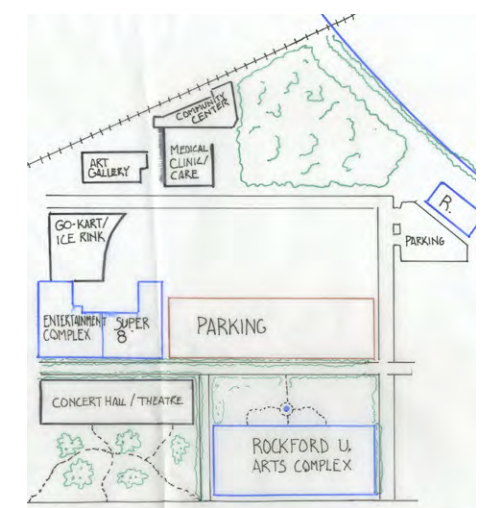 COMMUNITY
CENTER
MEDICAL
CLINIC/
CARE
ART
GALLERY
R.
GO-KART/
ICE RINK
PARKING
ENTERTAINMENT
COMPLEX
SUPER
8
PARKING
CONCERT HALL / THEATRE
ROCKFORD U.
ARTS COMPLEX